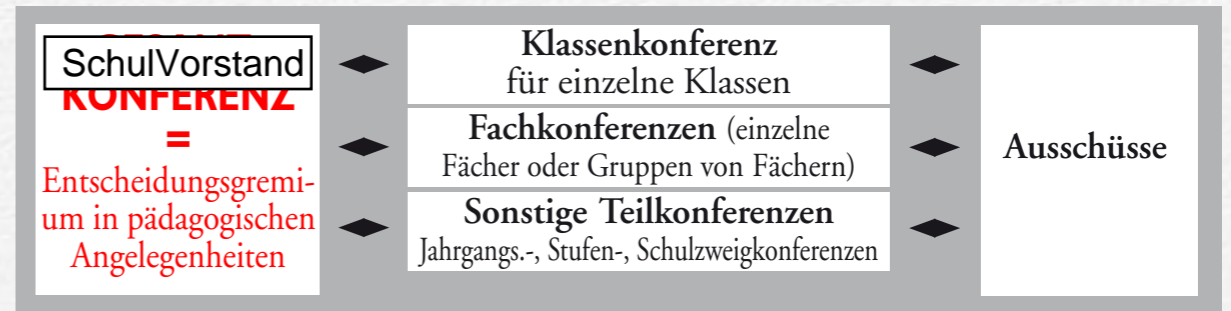 SchulVorstand
KONFERENZ
=
Entscheidungsgremi-
um in pädagogischen
Angelegenheiten
Klassenkonferenz
für einzelne Klassen
Fachkonferenzen (einzelne
Fächer oder Gruppen von Fächern)
Sonstige Teilkonferenzen
Jahrgangs.-, Stufen-, Schulzweigkonferenzen
Ausschüsse